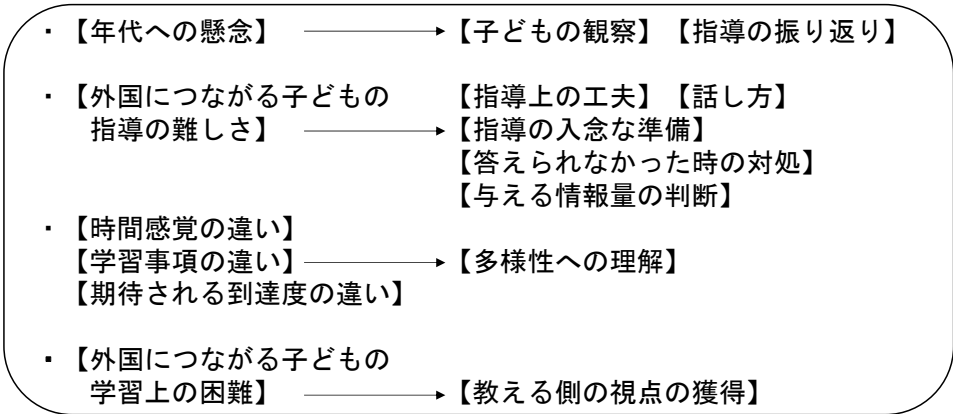 ・【年代への懸念】 ―――→【子どもの観察】【指導の振り返り】
・【外国につながる子どもの 【指導上の工夫】【話し方】
指導の難しさ】 ―――→【指導の入念な準備】
【答えられなかった時の対処】
【与える情報量の判断】
・【時間感覚の違い】
【学習事項の違い】―――→【多様性への理解】
【期待される到達度の違い】
・【外国につながる子どもの
学習上の困難】 ―――→【教える側の視点の獲得】